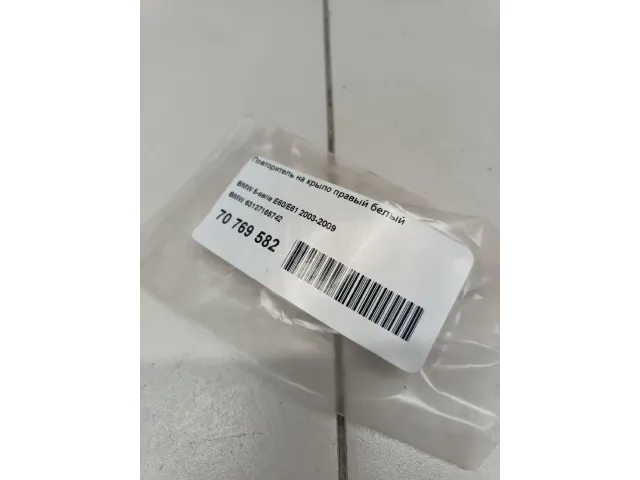 Повторитель на крыло правый белый
BMW 5-serie E60/E61 2003-2009
BMW 63137165742
70 769 582